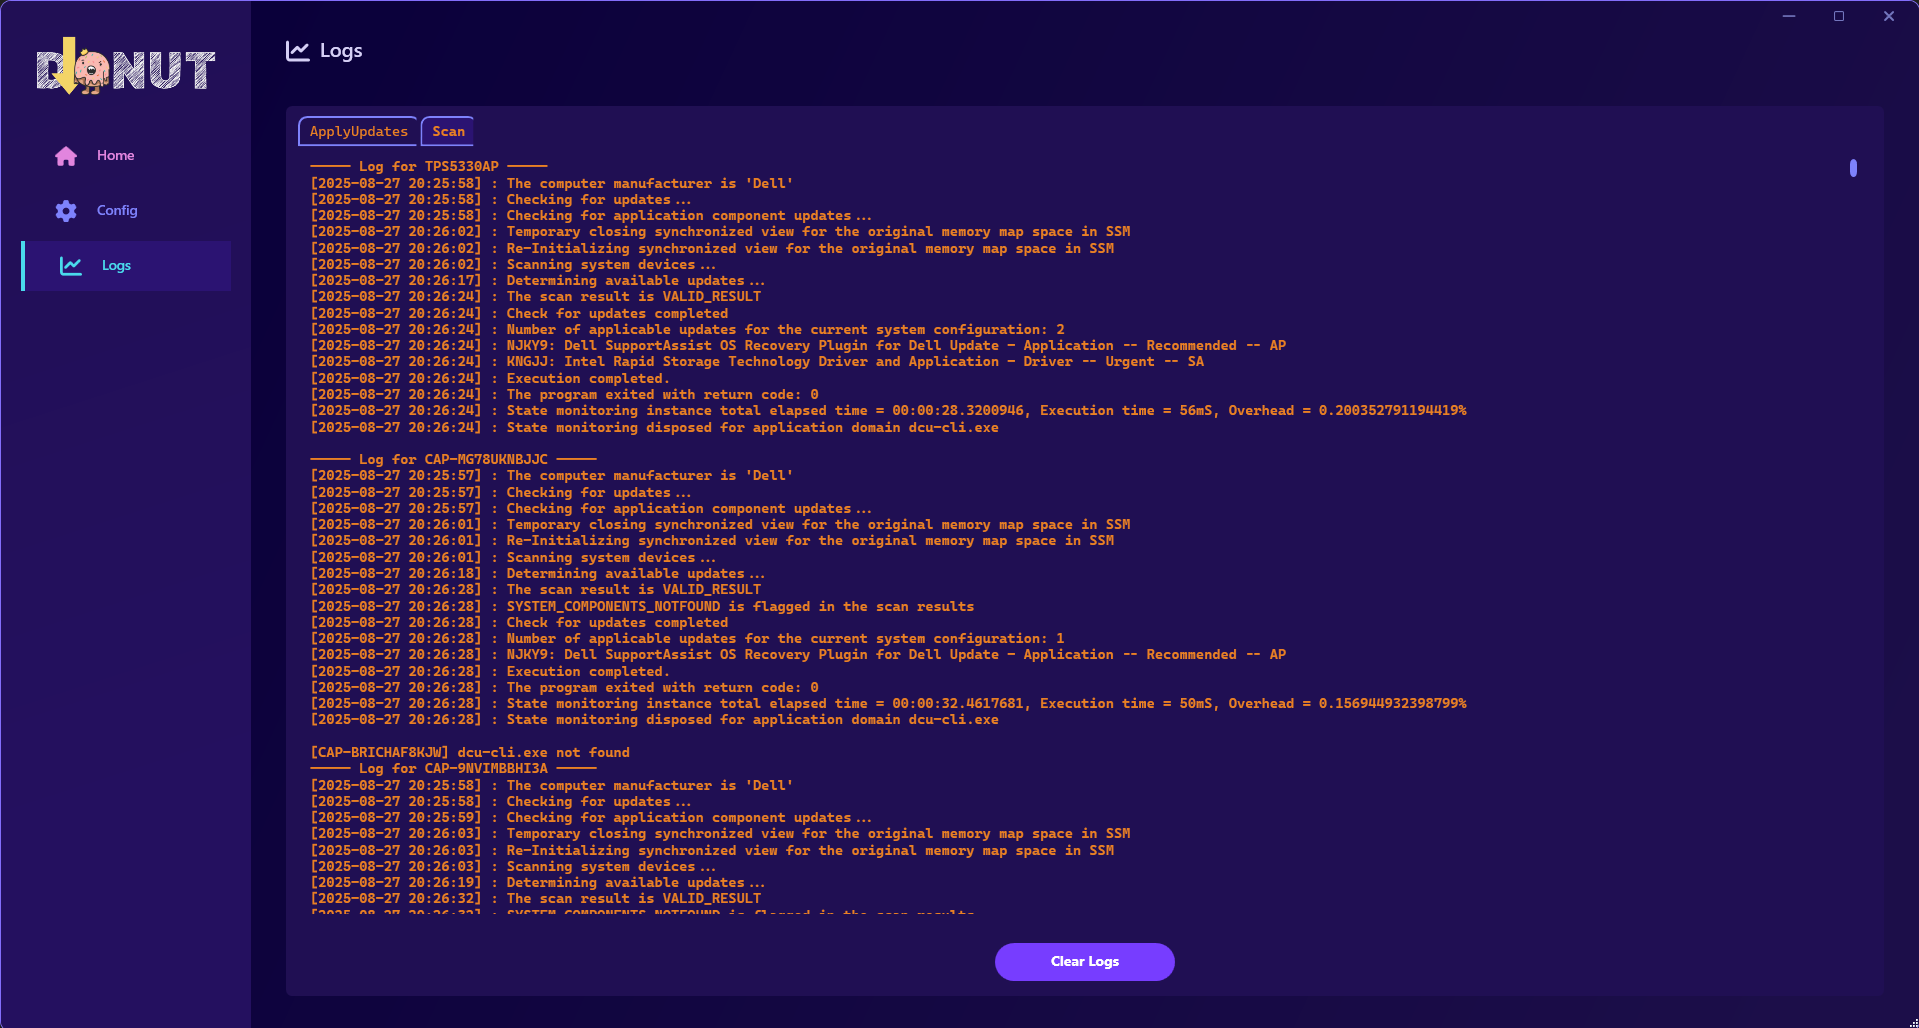 DONUT
Home
Config
Logs
Logs
ApplyUpdates
Scan
───── Log for TPS5330AP ─────
[2025-08-27 20:25:58] : The computer manufacturer is 'Dell'
[2025-08-27 20:25:58] : Checking for updates...
[2025-08-27 20:25:58] : Checking for application component updates...
[2025-08-27 20:26:02] : Temporary closing synchronized view for the original memory map space in SSM
[2025-08-27 20:26:02] : Re-Initializing synchronized view for the original memory map space in SSM
[2025-08-27 20:26:02] : Scanning system devices...
[2025-08-27 20:26:17] : Determining available updates...
[2025-08-27 20:26:24] : The scan result is VALID_RESULT
[2025-08-27 20:26:24] : Check for updates completed
[2025-08-27 20:26:24] : Number of applicable updates for the current system configuration: 2
[2025-08-27 20:26:24] : NJKY9: Dell SupportAssist OS Recovery Plugin for Dell Update - Application -- Recommended -- AP
[2025-08-27 20:26:24] : KNGJJ: Intel Rapid Storage Technology Driver and Application - Driver -- Urgent -- SA
[2025-08-27 20:26:24] : Execution completed.
[2025-08-27 20:26:24] : The program exited with return code: 0
[2025-08-27 20:26:24] : State monitoring instance total elapsed time = 00:00:28.3200946, Execution time = 56mS, Overhead = 0.200352791194419%
[2025-08-27 20:26:24] : State monitoring disposed for application domain dcu-cli.exe
───── Log for CAP-MG78UKNBJJC ─────
[2025-08-27 20:25:57] : The computer manufacturer is 'Dell'
[2025-08-27 20:25:57] : Checking for updates...
[2025-08-27 20:25:57] : Checking for application component updates...
[2025-08-27 20:26:01] : Temporary closing synchronized view for the original memory map space in SSM
[2025-08-27 20:26:01] : Re-Initializing synchronized view for the original memory map space in SSM
[2025-08-27 20:26:01] : Scanning system devices...
[2025-08-27 20:26:18] : Determining available updates...
[2025-08-27 20:26:28] : The scan result is VALID_RESULT
[2025-08-27 20:26:28] : SYSTEM_COMPONENTS_NOTFOUND is flagged in the scan results
[2025-08-27 20:26:28] : Check for updates completed
[2025-08-27 20:26:28] : Number of applicable updates for the current system configuration: 1
[2025-08-27 20:26:28] : NJKY9: Dell SupportAssist OS Recovery Plugin for Dell Update - Application -- Recommended -- AP
[2025-08-27 20:26:28] : Execution completed.
[2025-08-27 20:26:28] : The program exited with return code: 0
[2025-08-27 20:26:28] : State monitoring instance total elapsed time = 00:00:32.4617681, Execution time = 50mS, Overhead = 0.156944932398799%
[2025-08-27 20:26:28] : State monitoring disposed for application domain dcu-cli.exe
[CAP-BRICHAF8KJW] dcu-cli.exe not found
───── Log for CAP-9NVIMBBHI3A ─────
[2025-08-27 20:25:58] : The computer manufacturer is 'Dell'
[2025-08-27 20:25:58] : Checking for updates...
[2025-08-27 20:25:59] : Checking for application component updates...
[2025-08-27 20:26:03] : Temporary closing synchronized view for the original memory map space in SSM
[2025-08-27 20:26:03] : Re-Initializing synchronized view for the original memory map space in SSM
[2025-08-27 20:26:03] : Scanning system devices...
[2025-08-27 20:26:19] : Determining available updates...
[2025-08-27 20:26:32] : The scan result is VALID_RESULT
[2025-08-27 20:26:32] : SYSTEM_COMPONENTS_NOTFOUND is flagged in the scan results
Clear Logs